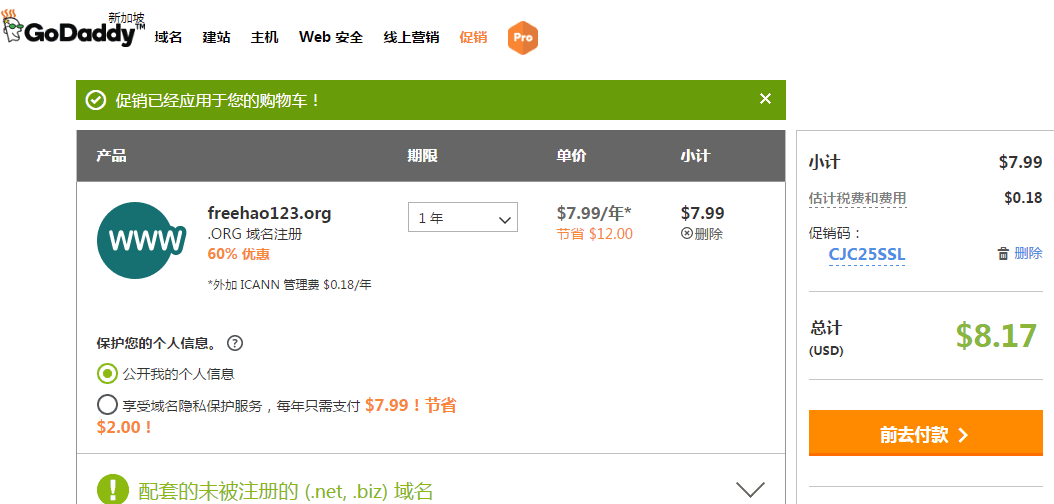 新加坡
GoDaddy™
域名 建站 主机 Web 安全 线上营销 促销 Pro
促销已经应用于您的购物车！
产品 期限 单价 小计
freehao123.org 1 年 $7.99/年* $7.99
.ORG 域名注册 节省 $12.00 删除
60% 优惠
*外加 ICANN 管理费 $0.18/年
WWW
保护您的个人信息。 ?
公开我的个人信息
享受域名隐私保护服务，每年只需支付 $7.99！节省
$2.00！
! 配套的未被注册的 (.net, .biz) 域名
小计 $7.99
估计税费和费用 $0.18
促销码：
CJC25SSL 删除
总计 $8.17
(USD)
前去付款